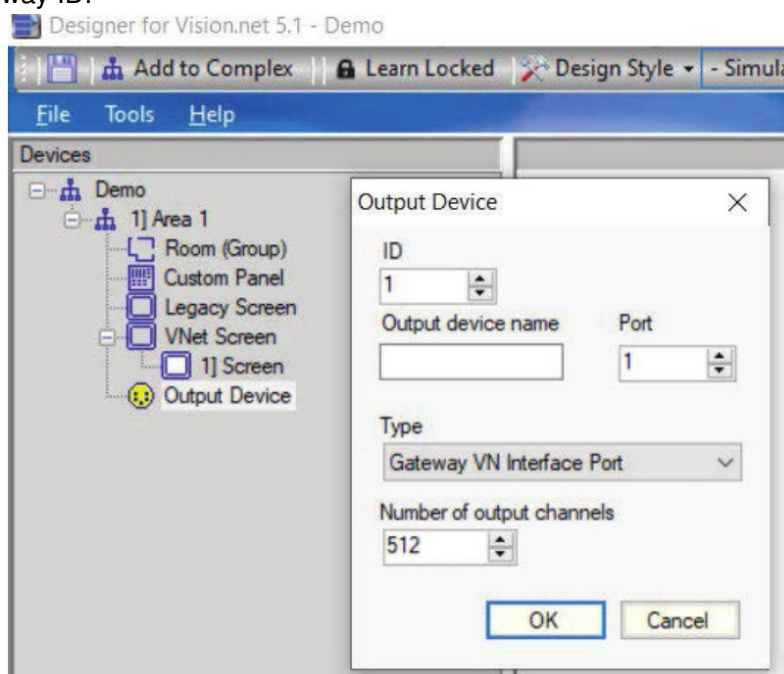 way ID.
Designer for Vision.net 5.1 - Demo
Add to Complex Learn Locked Design Style - Simula
File Tools Help
Devices
Demo
1] Area 1
Room (Group)
Custom Panel
Legacy Screen
VNet Screen
1] Screen
Output Device
Output Device
ID
1
Output device name Port
1
Type
Gateway VN Interface Port
Number of output channels
512
OK Cancel